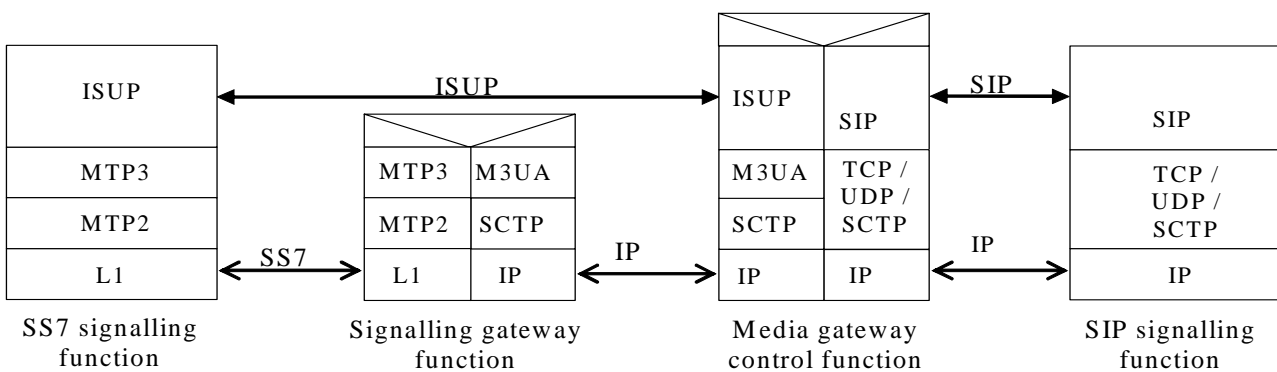 ISUP
MTP3
MTP2
L1
SS7 signalling
function
ISUP
SS7
MTP3
M3UA
MTP2
SCTP
L1
IP
Signalling gateway
function
IP
ISUP
SIP
M3UA
SCTP
TCP /
UDP /
SCTP
IP
IP
Media gateway
control function
SIP
IP
SIP
TCP /
UDP /
SCTP
IP
SIP signalling
function